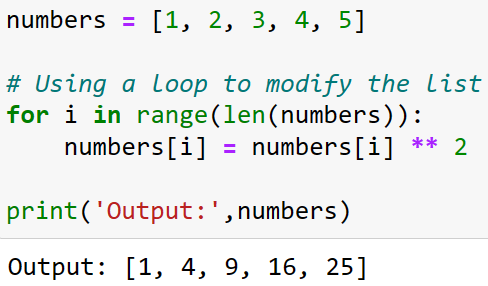 numbers = [1, 2, 3, 4, 5]
# Using a loop to modify the list
for i in range(len(numbers)):
    numbers[i] = numbers[i] ** 2
print('Output:',numbers)
Output: [1, 4, 9, 16, 25]